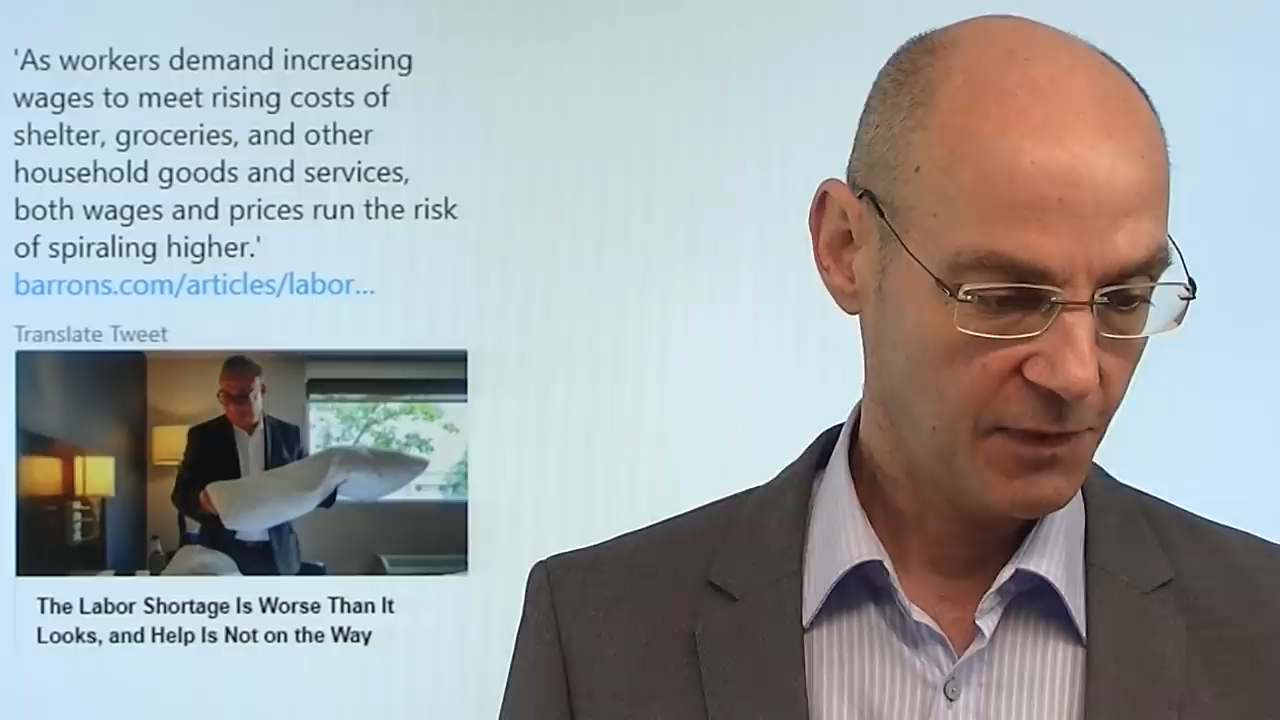 'As workers demand increasing
wages to meet rising costs of
shelter, groceries, and other
household goods and services,
both wages and prices run the risk
of spiraling higher.'
barrons.com/articles/labor...
Translate Tweet
The Labor Shortage Is Worse Than It
Looks, and Help Is Not on the Way